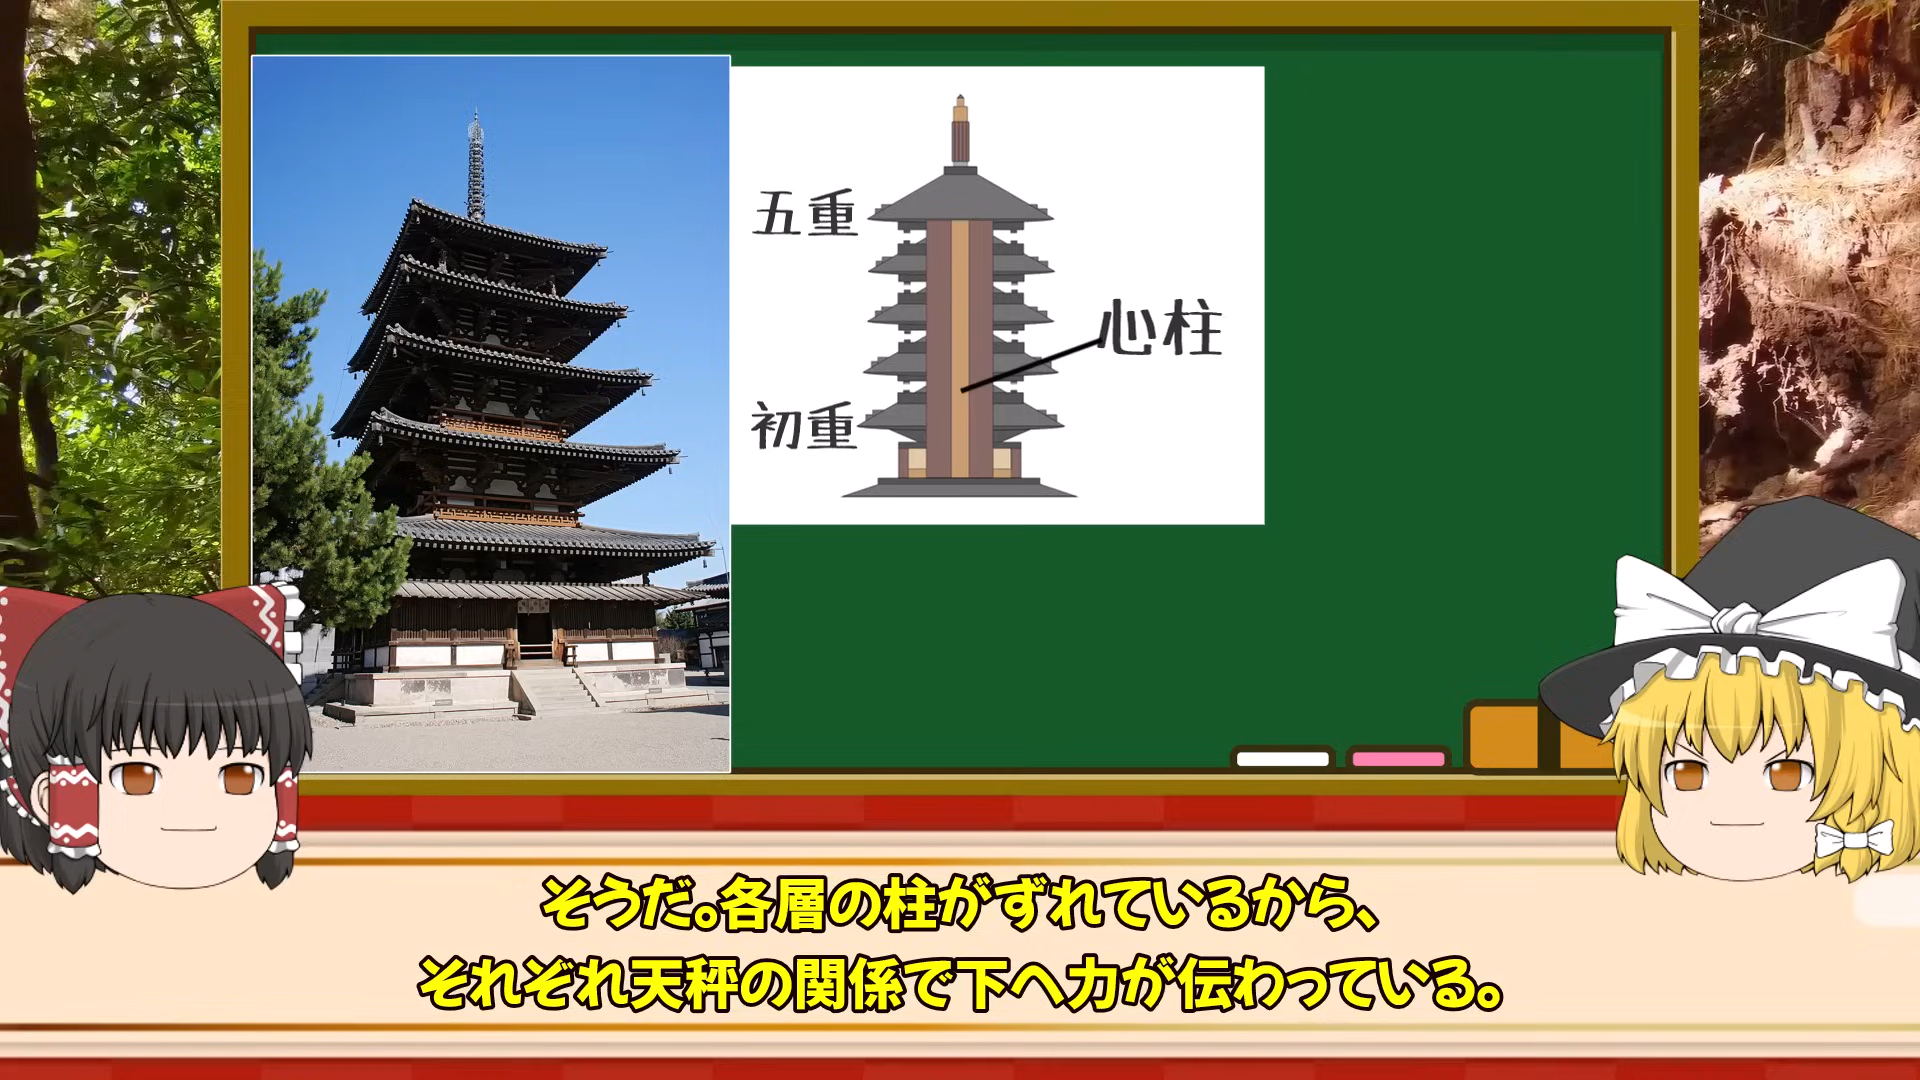 五重
心柱
初重
そうだ。各層の柱がずれているから、
それぞれ天秤の関係で下へ力が伝わっている。